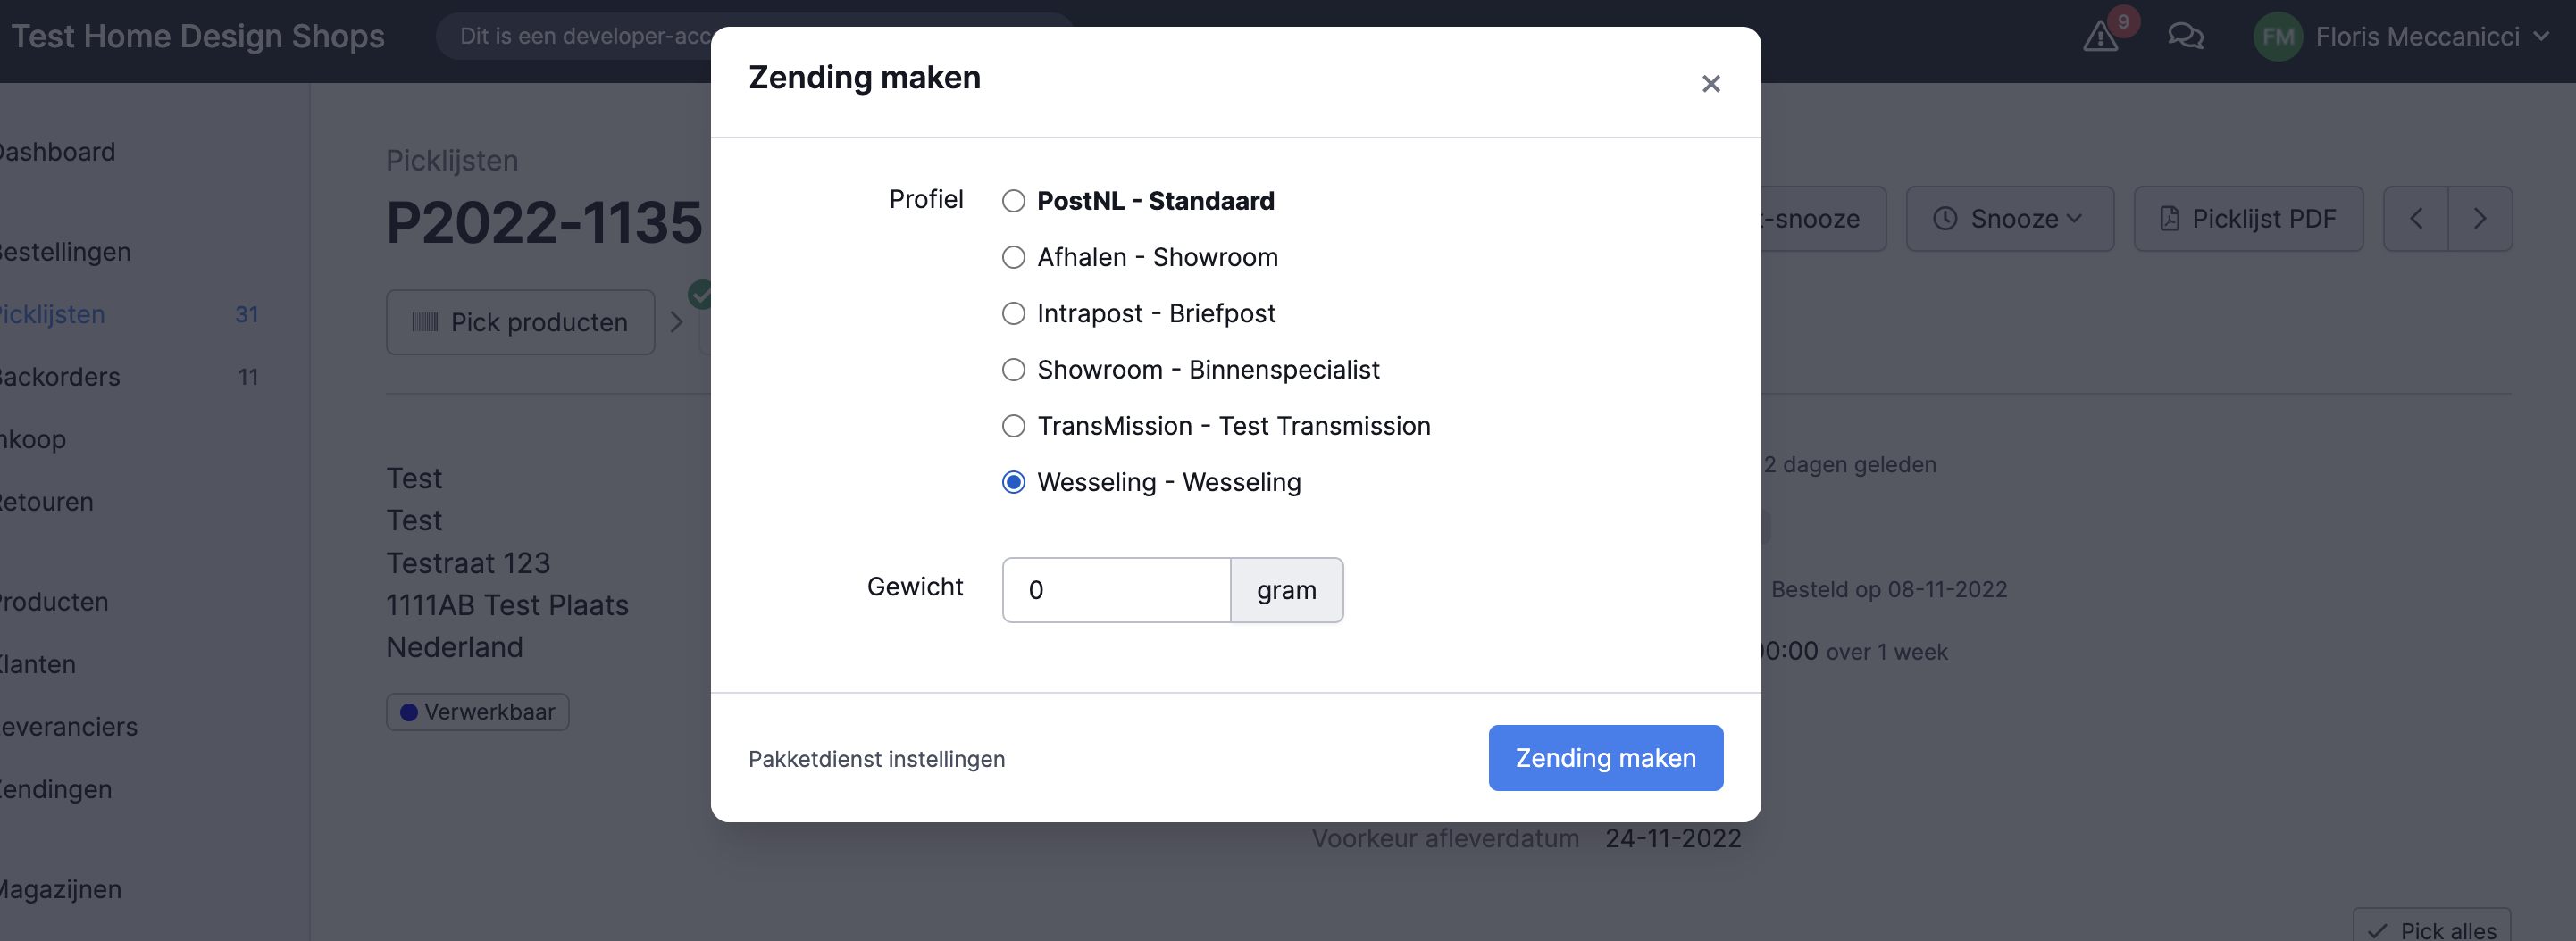 Test Home Design Shops
Dit is een developer-acc
9
FM
Floris Meccanicci
Zending maken
Profiel
PostNL - Standaard
Afhalen - Showroom
Intrapost - Briefpost
Showroom - Binnenspecialist
TransMission - Test Transmission
Wesseling - Wesseling
Gewicht
0
gram
Pakketdienst instellingen
Zending maken
ashboard
estellingen
icklijsten 31
ackorders 11
nkoop
etouren
roducten
lanten
everanciers
endingen
agazijnen
Picklijsten
P2022-1135
-snooze
Snooze
Picklijst PDF
Pick producten
Test
Test
Testraat 123
1111AB Test Plaats
Nederland
Verwerkbaar
2 dagen geleden
Besteld op 08-11-2022
0:00 over 1 week
Voorkeur afleverdatum 24-11-2022
Pick alles